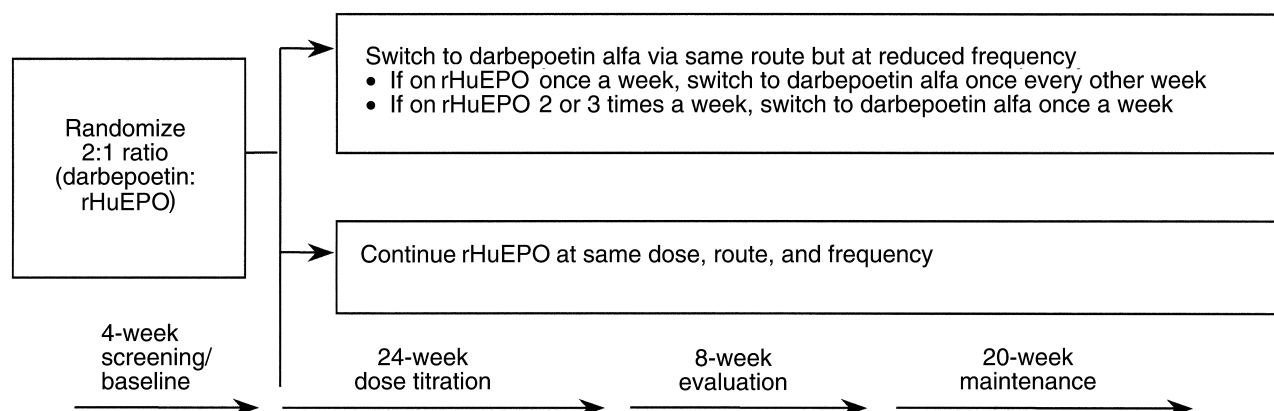 Randomize
2:1 ratio
(darbepoetin:
rHuEPO)
Switch to darbepoetin alfa via same route but at reduced frequency
• If on rHuEPO once a week, switch to darbepoetin alfa once every other week
• If on rHuEPO 2 or 3 times a week, switch to darbepoetin alfa once a week
Continue rHuEPO at same dose, route, and frequency
4-week
screening/
baseline
24-week
dose titration
8-week
evaluation
20-week
maintenance